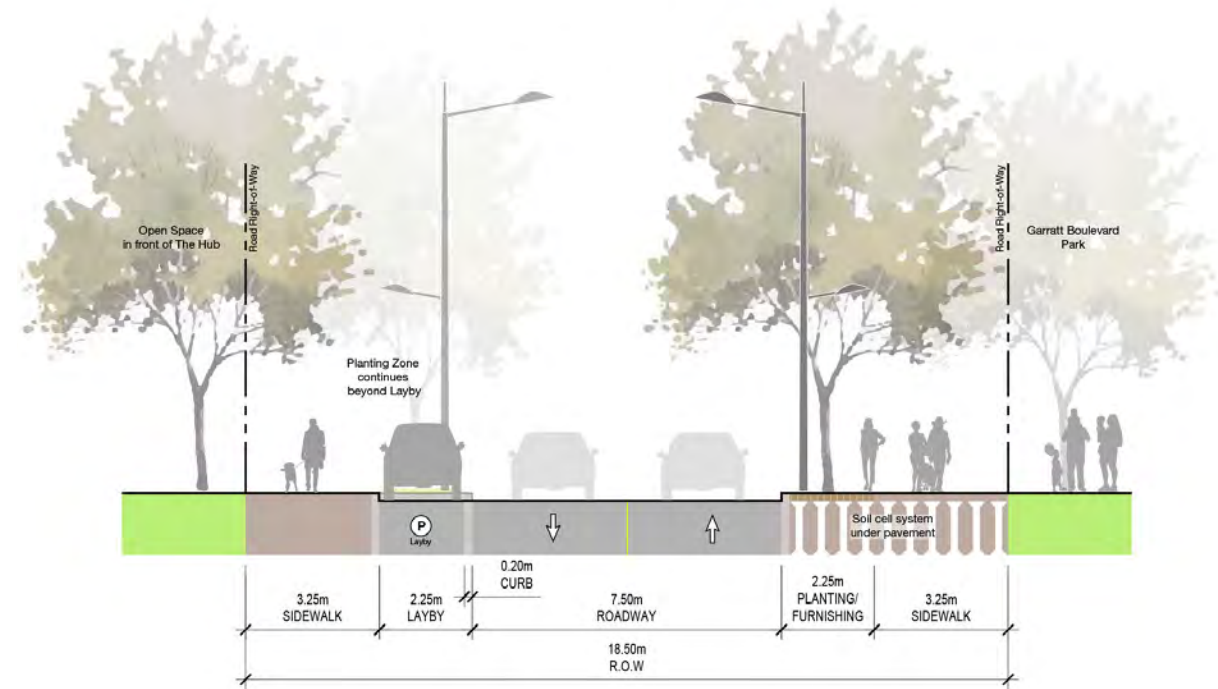 Open Space
in front of The Hub
Road Right-of-Way
Road Right-of-Way
Garratt Boulevard
Park
Planting Zone
continues
beyond Layby
P
Layby
Soil cell system
under pavement
0.20m
CURB
3.25m
SIDEWALK
2.25m
LAYBY
7.50m
ROADWAY
2.25m
PLANTING/
FURNISHING
3.25m
SIDEWALK
18.50m
R.O.W